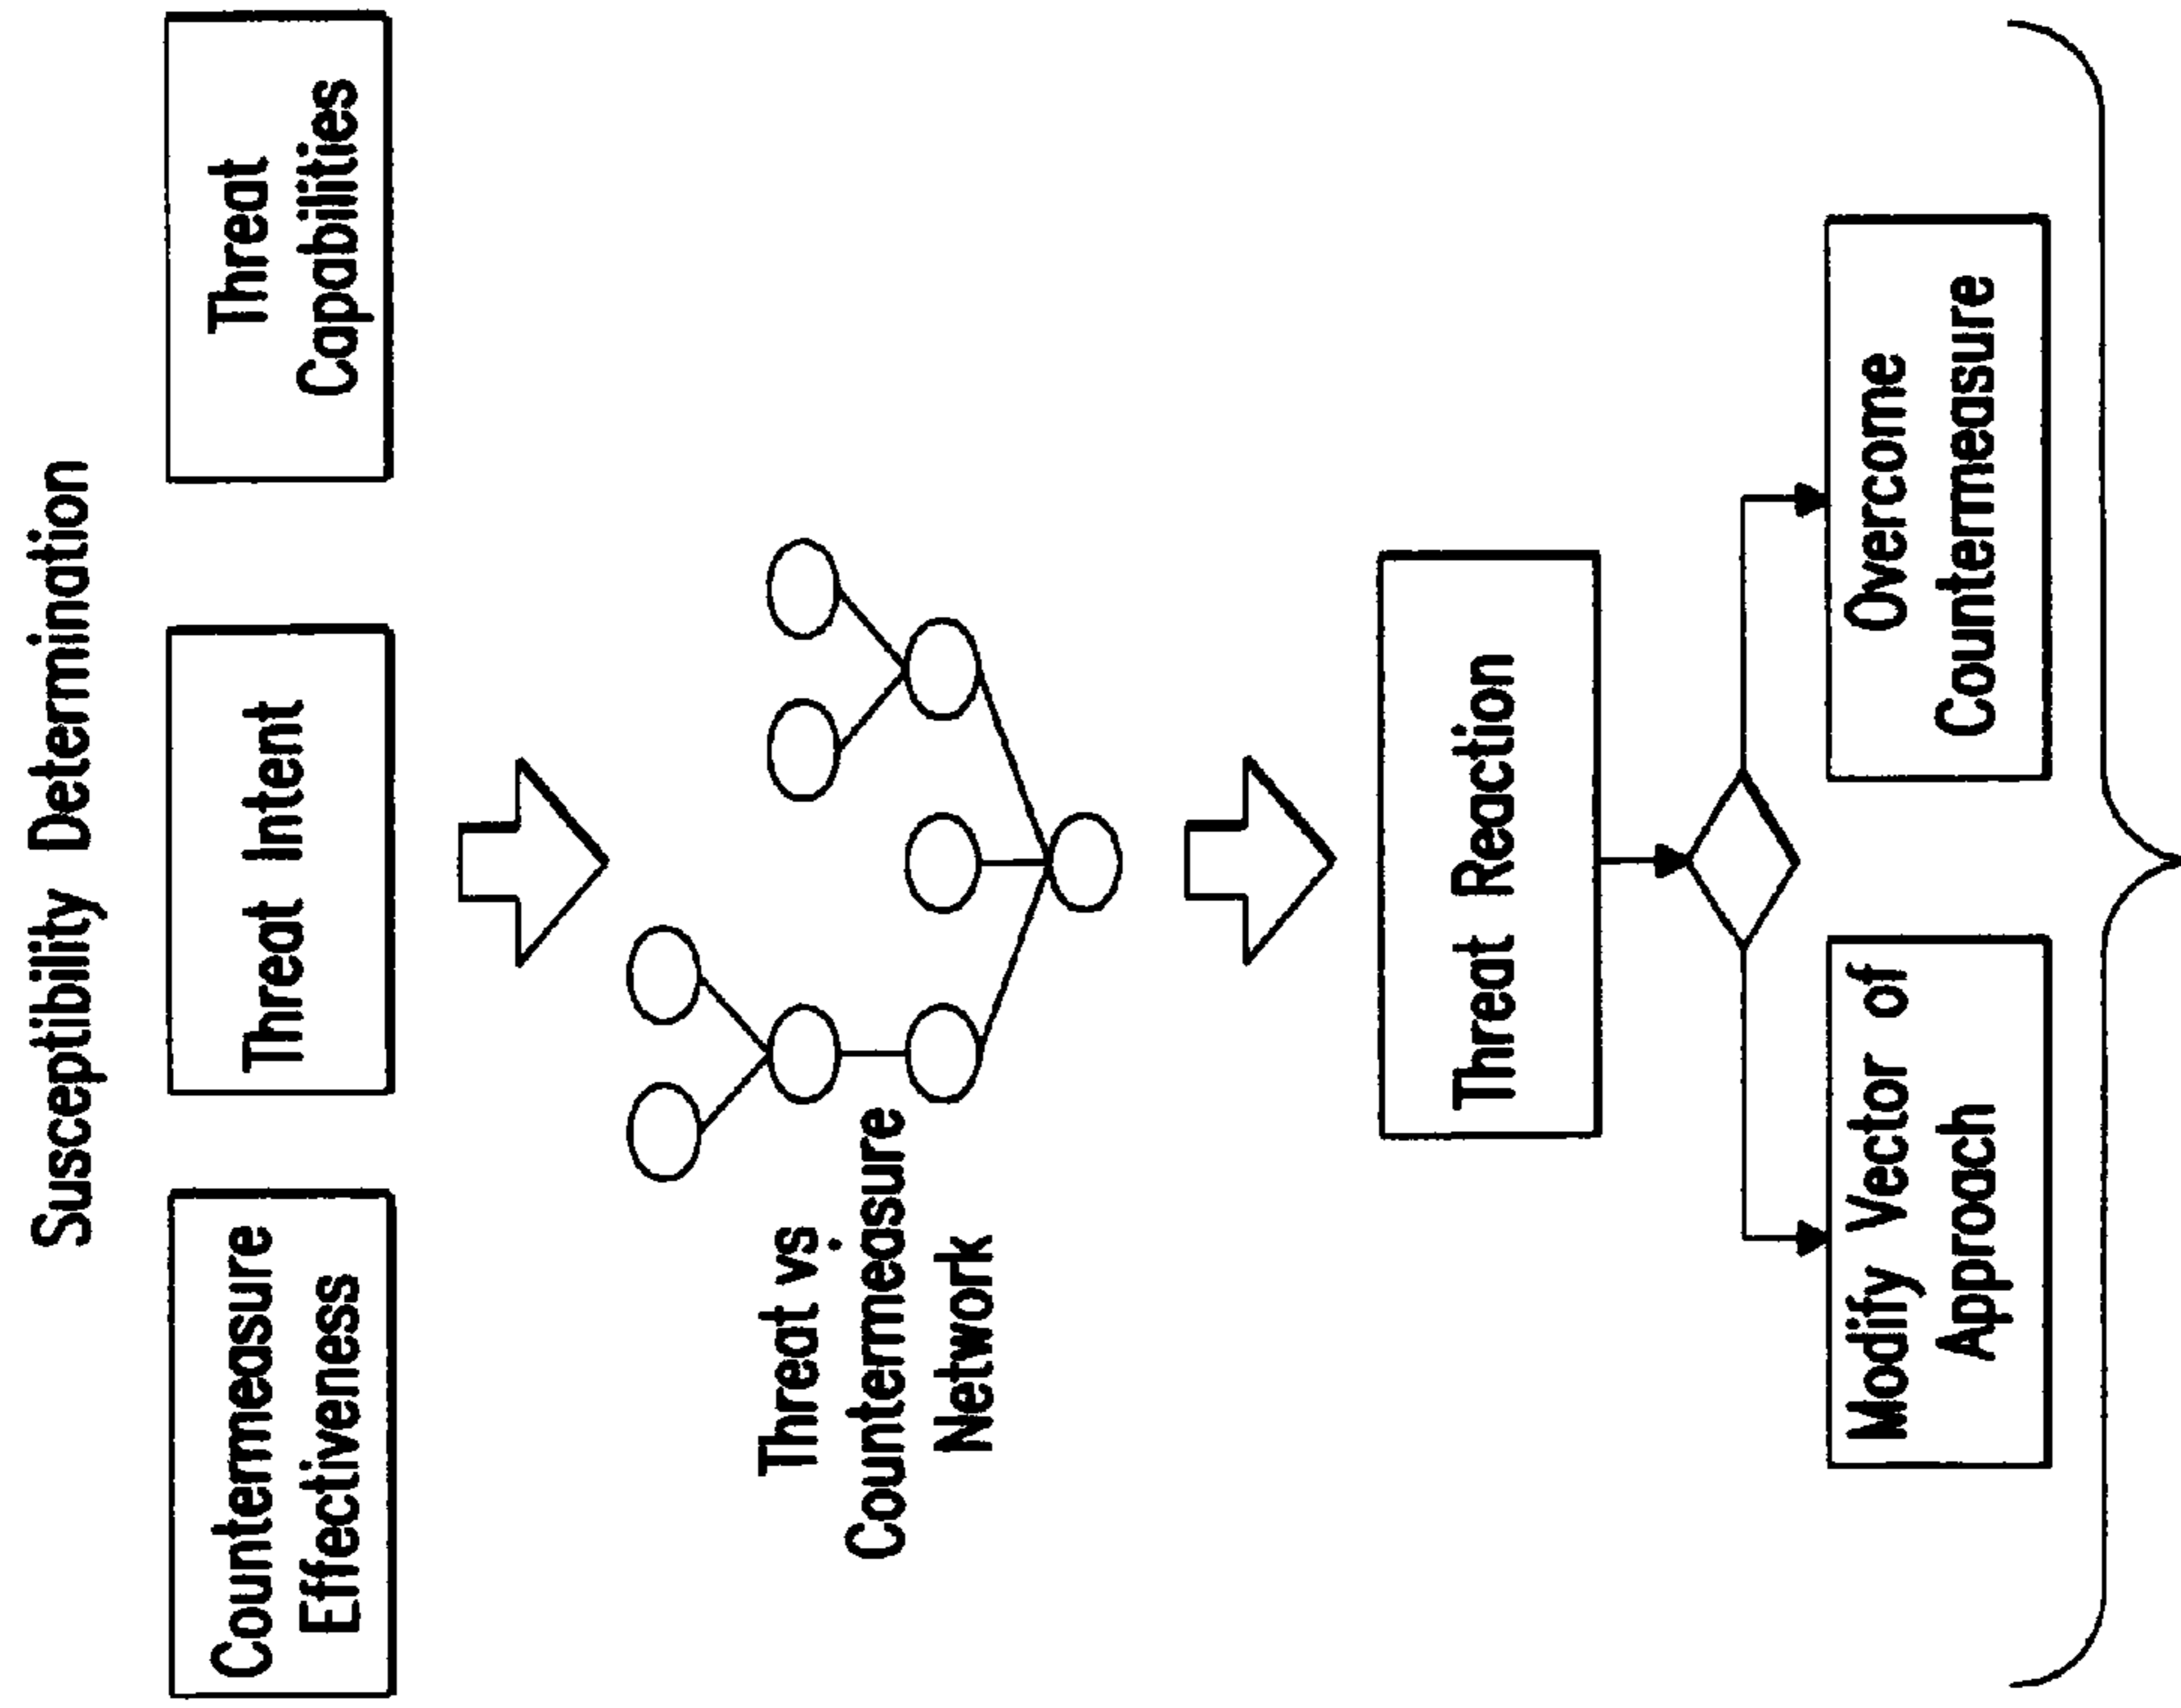 Susceptibility Determination
Countermeasure
Effectiveness
Threat Intent
Threat
Capabilities
Threat vs.
Countermeasure
Network
Threat Reaction
Modify Vector of
Approach
Overcome
Countermeasure